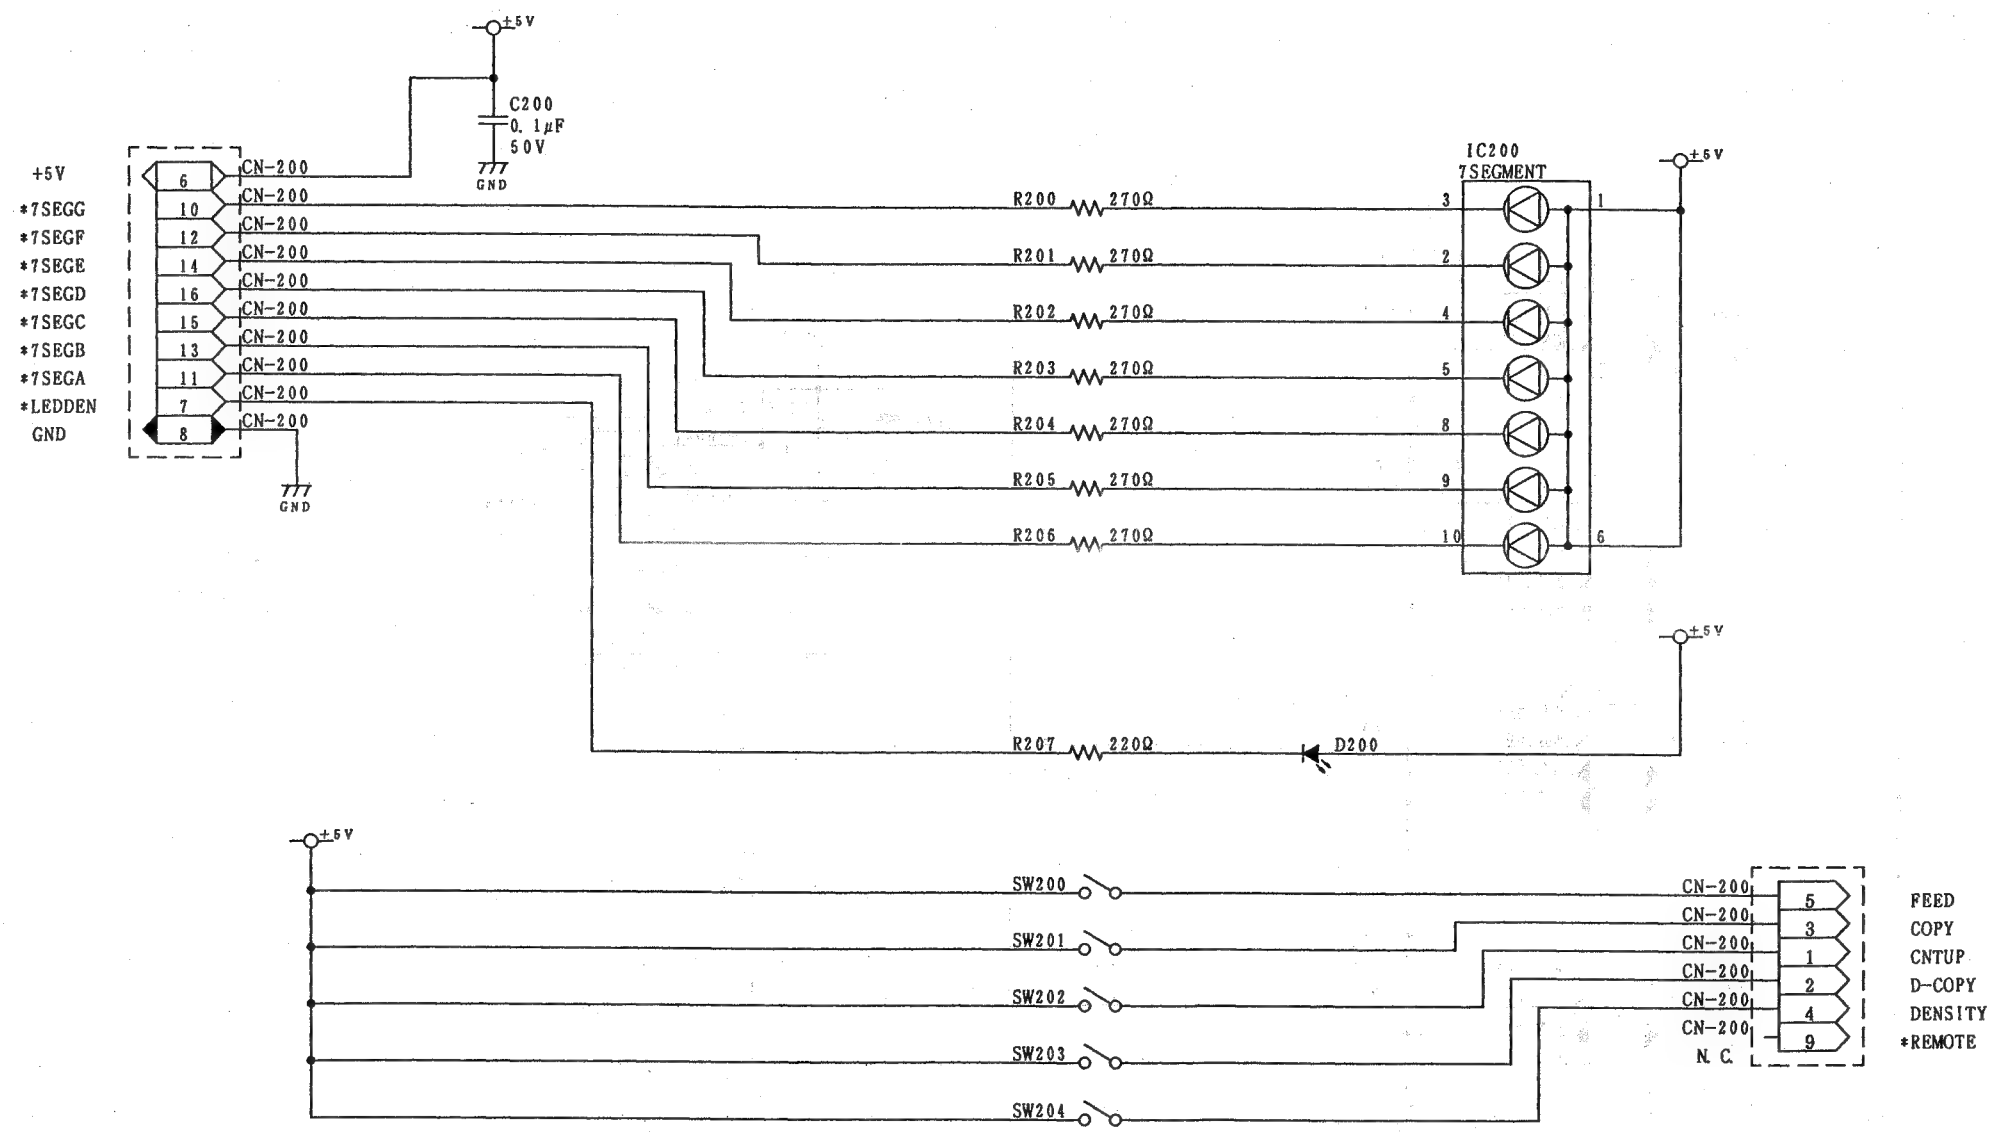 +5V
C200
0.1μF
50V
GND
+5V
6
CN-200
*7SEGG
10
CN-200
*7SEGF
12
CN-200
*7SEGE
14
CN-200
*7SEGD
16
CN-200
*7SEGC
15
CN-200
*7SEGB
13
CN-200
*7SEGA
11
CN-200
*LEDDEN
7
CN-200
GND
8
CN-200
GND
IC200
7SEGMENT
+5V
R200 270Ω 3 1
R201 270Ω 2
R202 270Ω 4
R203 270Ω 5
R204 270Ω 8
R205 270Ω 9
R206 270Ω 10 6
+5V
R207 220Ω D200
+5V
SW200 CN-200 5 FEED
SW201 CN-200 3 COPY
SW202 CN-200 1 CNTUP
SW203 CN-200 2 D-COPY
SW204 CN-200 4 DENSITY
CN-200 9 *REMOTE
N.C.